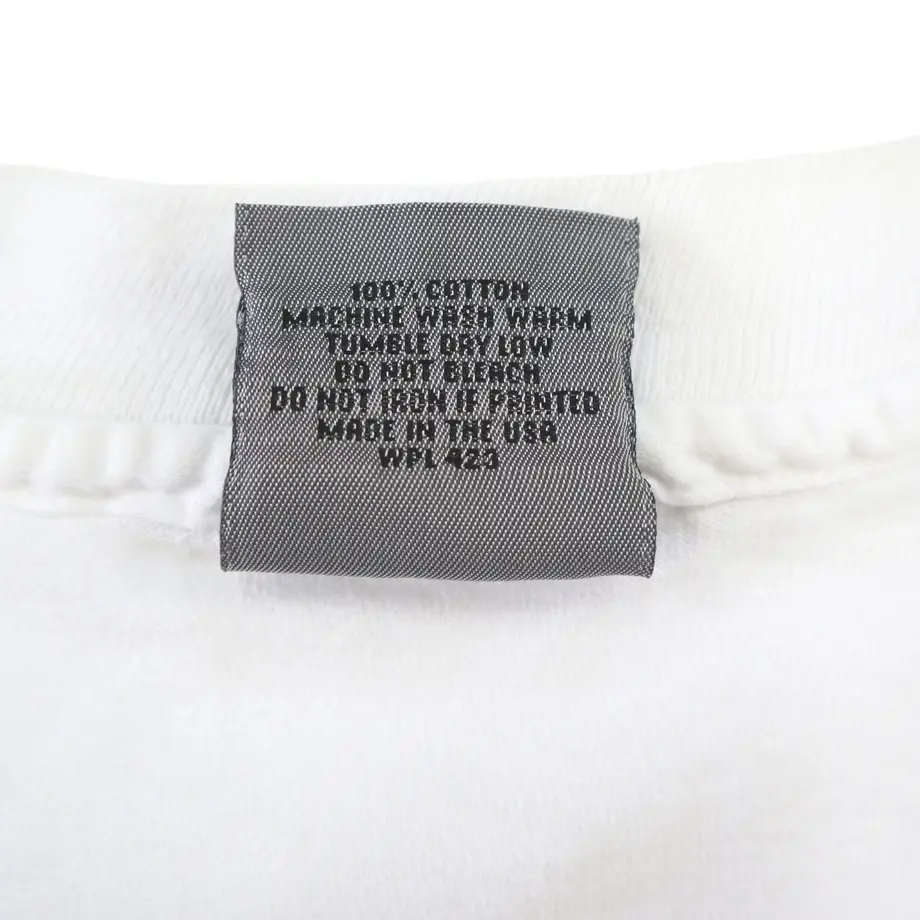 100% COTTON
MACHINE WASH WARM
TUMBLE DRY LOW
DO NOT BLEACH
DO NOT IRON IF PRINTED
MADE IN THE USA
WPL 423